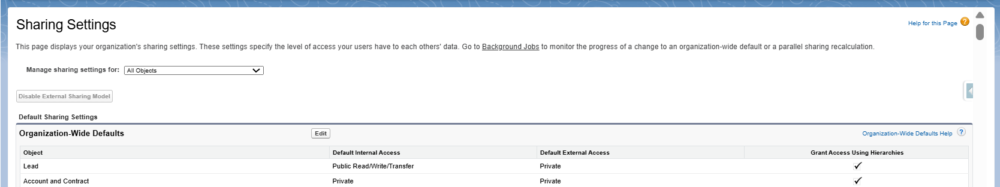 Sharing Settings
Help for this Page ?
This page displays your organization's sharing settings. These settings specify the level of access your users have to each others' data. Go to Background Jobs to monitor the progress of a change to an organization-wide default or a parallel sharing recalculation.
Manage sharing settings for: All Objects
Disable External Sharing Model
Default Sharing Settings
Organization-Wide Defaults Edit Organization-Wide Defaults Help ?
Object Default Internal Access Default External Access Grant Access Using Hierarchies
Lead Public Read/Write/Transfer Private ✓
Account and Contract Private Private ✓